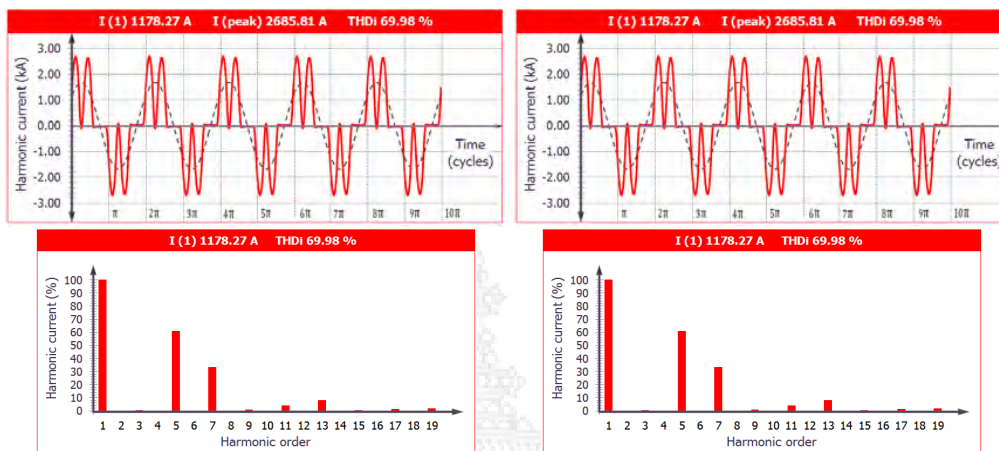 I (1) 1178.27 A I (peak) 2685.81 A THDi 69.98 %
Harmonic current (kA)
3.00
2.00
1.00
0.00
-1.00
-2.00
-3.00
Time
(cycles)
π 2π 3π 4π 5π 6π 7π 8π 9π 10π
I (1) 1178.27 A I (peak) 2685.81 A THDi 69.98 %
Harmonic current (kA)
3.00
2.00
1.00
0.00
-1.00
-2.00
-3.00
Time
(cycles)
π 2π 3π 4π 5π 6π 7π 8π 9π 10π
I (1) 1178.27 A THDi 69.98 %
Harmonic current (%)
100
90
80
70
60
50
40
30
20
10
0
1 2 3 4 5 6 7 8 9 10 11 12 13 14 15 16 17 18 19
Harmonic order
I (1) 1178.27 A THDi 69.98 %
Harmonic current (%)
100
90
80
70
60
50
40
30
20
10
0
1 2 3 4 5 6 7 8 9 10 11 12 13 14 15 16 17 18 19
Harmonic order